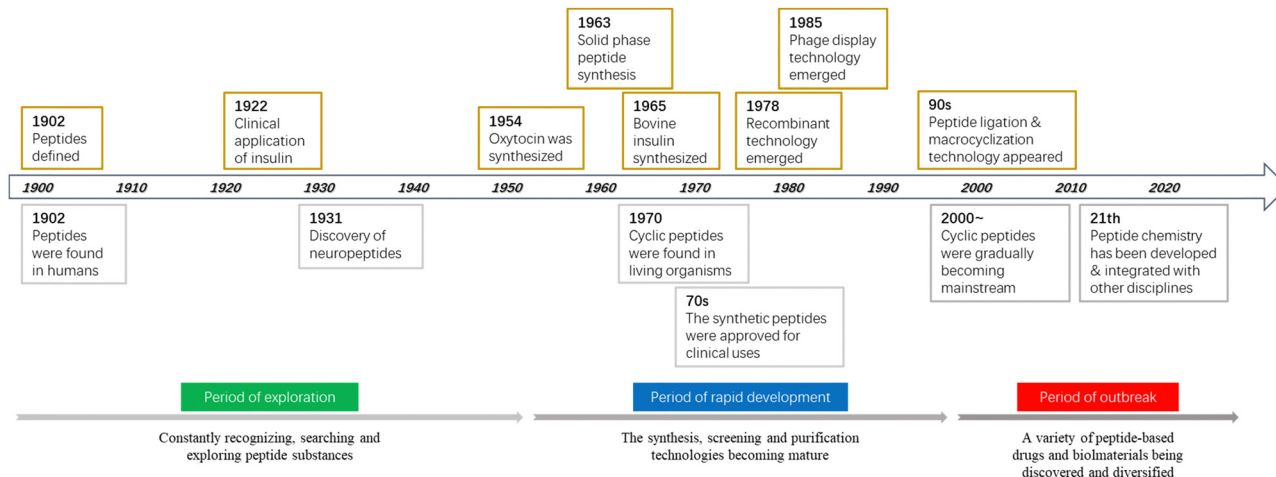 1963
Solid phase
peptide
synthesis
1985
Phage display
technology
emerged
1902
Peptides
defined
1922
Clinical
application
of insulin
1954
Oxytocin was
synthesized
1965
Bovine
insulin
synthesized
1978
Recombinant
technology
emerged
90s
Peptide ligation &
macrocyclization
technology appeared
1900 1910 1920 1930 1940 1950 1960 1970 1980 1990 2000 2010 2020
1902
Peptides
were found
in humans
1931
Discovery of
neuropeptides
1970
Cyclic peptides
were found in
living organisms
2000~
Cyclic peptides
were gradually
becoming
mainstream
21th
Peptide chemistry
has been developed
& integrated with
other disciplines
70s
The synthetic peptides
were approved for
clinical uses
Period of exploration
Constantly recognizing, searching and
exploring peptide substances
Period of rapid development
The synthesis, screening and purification
technologies becoming mature
Period of outbreak
A variety of peptide-based
drugs and biolmaterials being
discovered and diversified